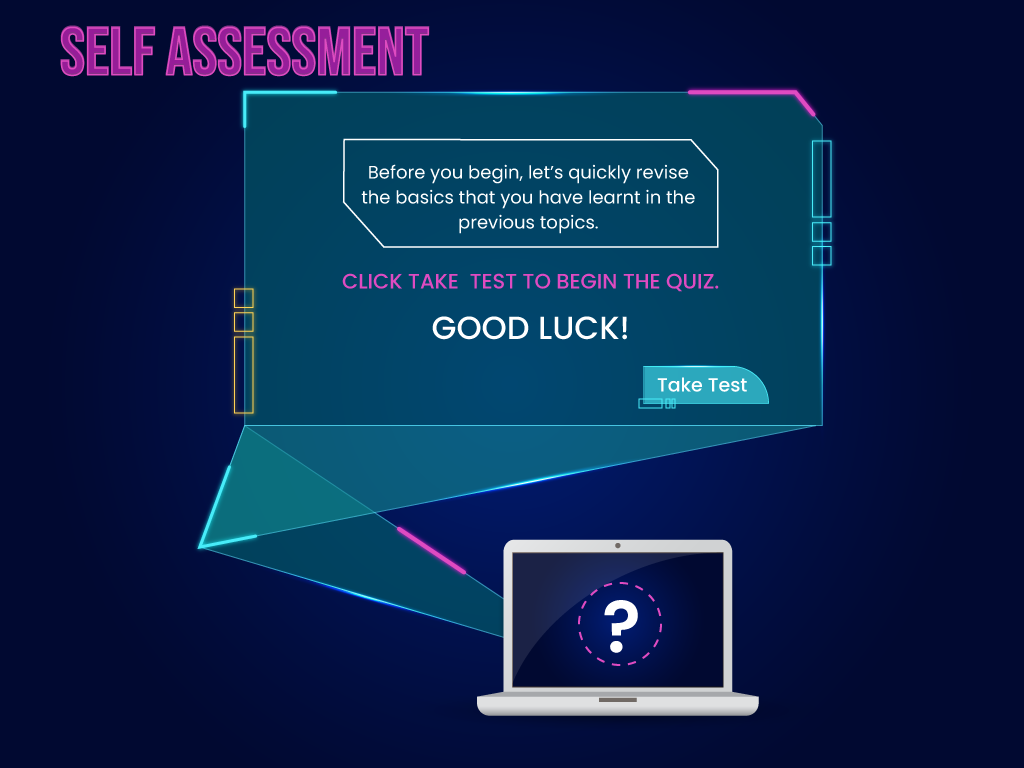 SELF ASSESSMENT
Before you begin, let’s quickly revise
the basics that you have learnt in the
previous topics.
CLICK TAKE  TEST TO BEGIN THE QUIZ.
GOOD LUCK!
Take Test
?